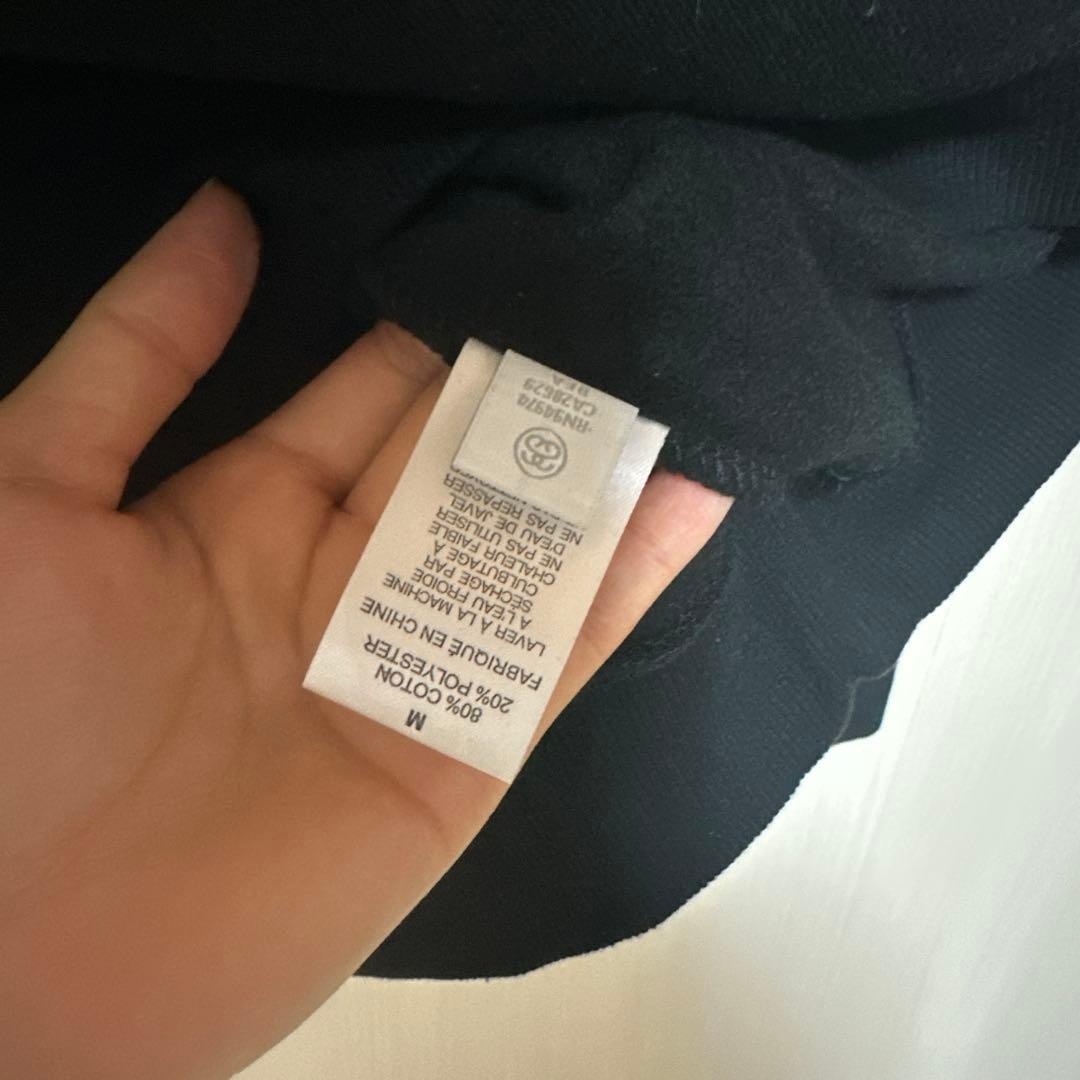 M
80% COTON
20% POLYESTER
FABRIQUÉ EN CHINE
LAVER À LA MACHINE
A L'EAU FROIDE
SÉCHAGE PAR
CULBUTAGE À
CHALEUR FAIBLE
NE PAS UTILISER
D'EAU DE JAVEL
NE PAS REPASSER
RN94974
CA28629